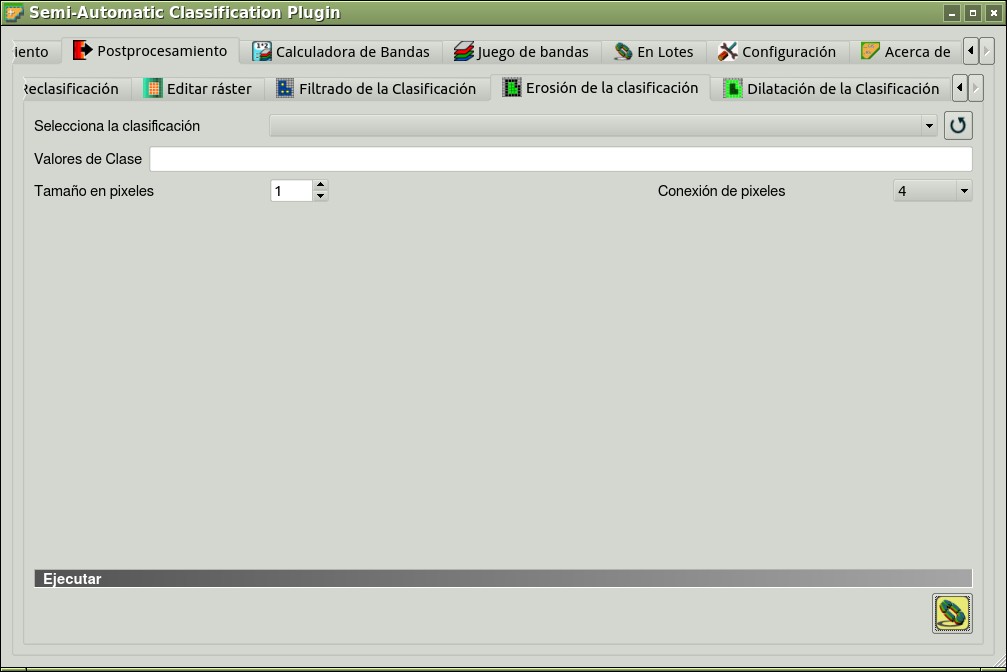 Semi-Automatic Classification Plugin
iento Postprocesamiento Calculadora de Bandas Juego de bandas En Lotes Configuración Acerca de
Reclasificación Editar ráster Filtrado de la Clasificación Erosión de la clasificación Dilatación de la Clasificación
Selecciona la clasificación
Valores de Clase
Tamaño en pixeles 1 Conexión de pixeles 4
Ejecutar